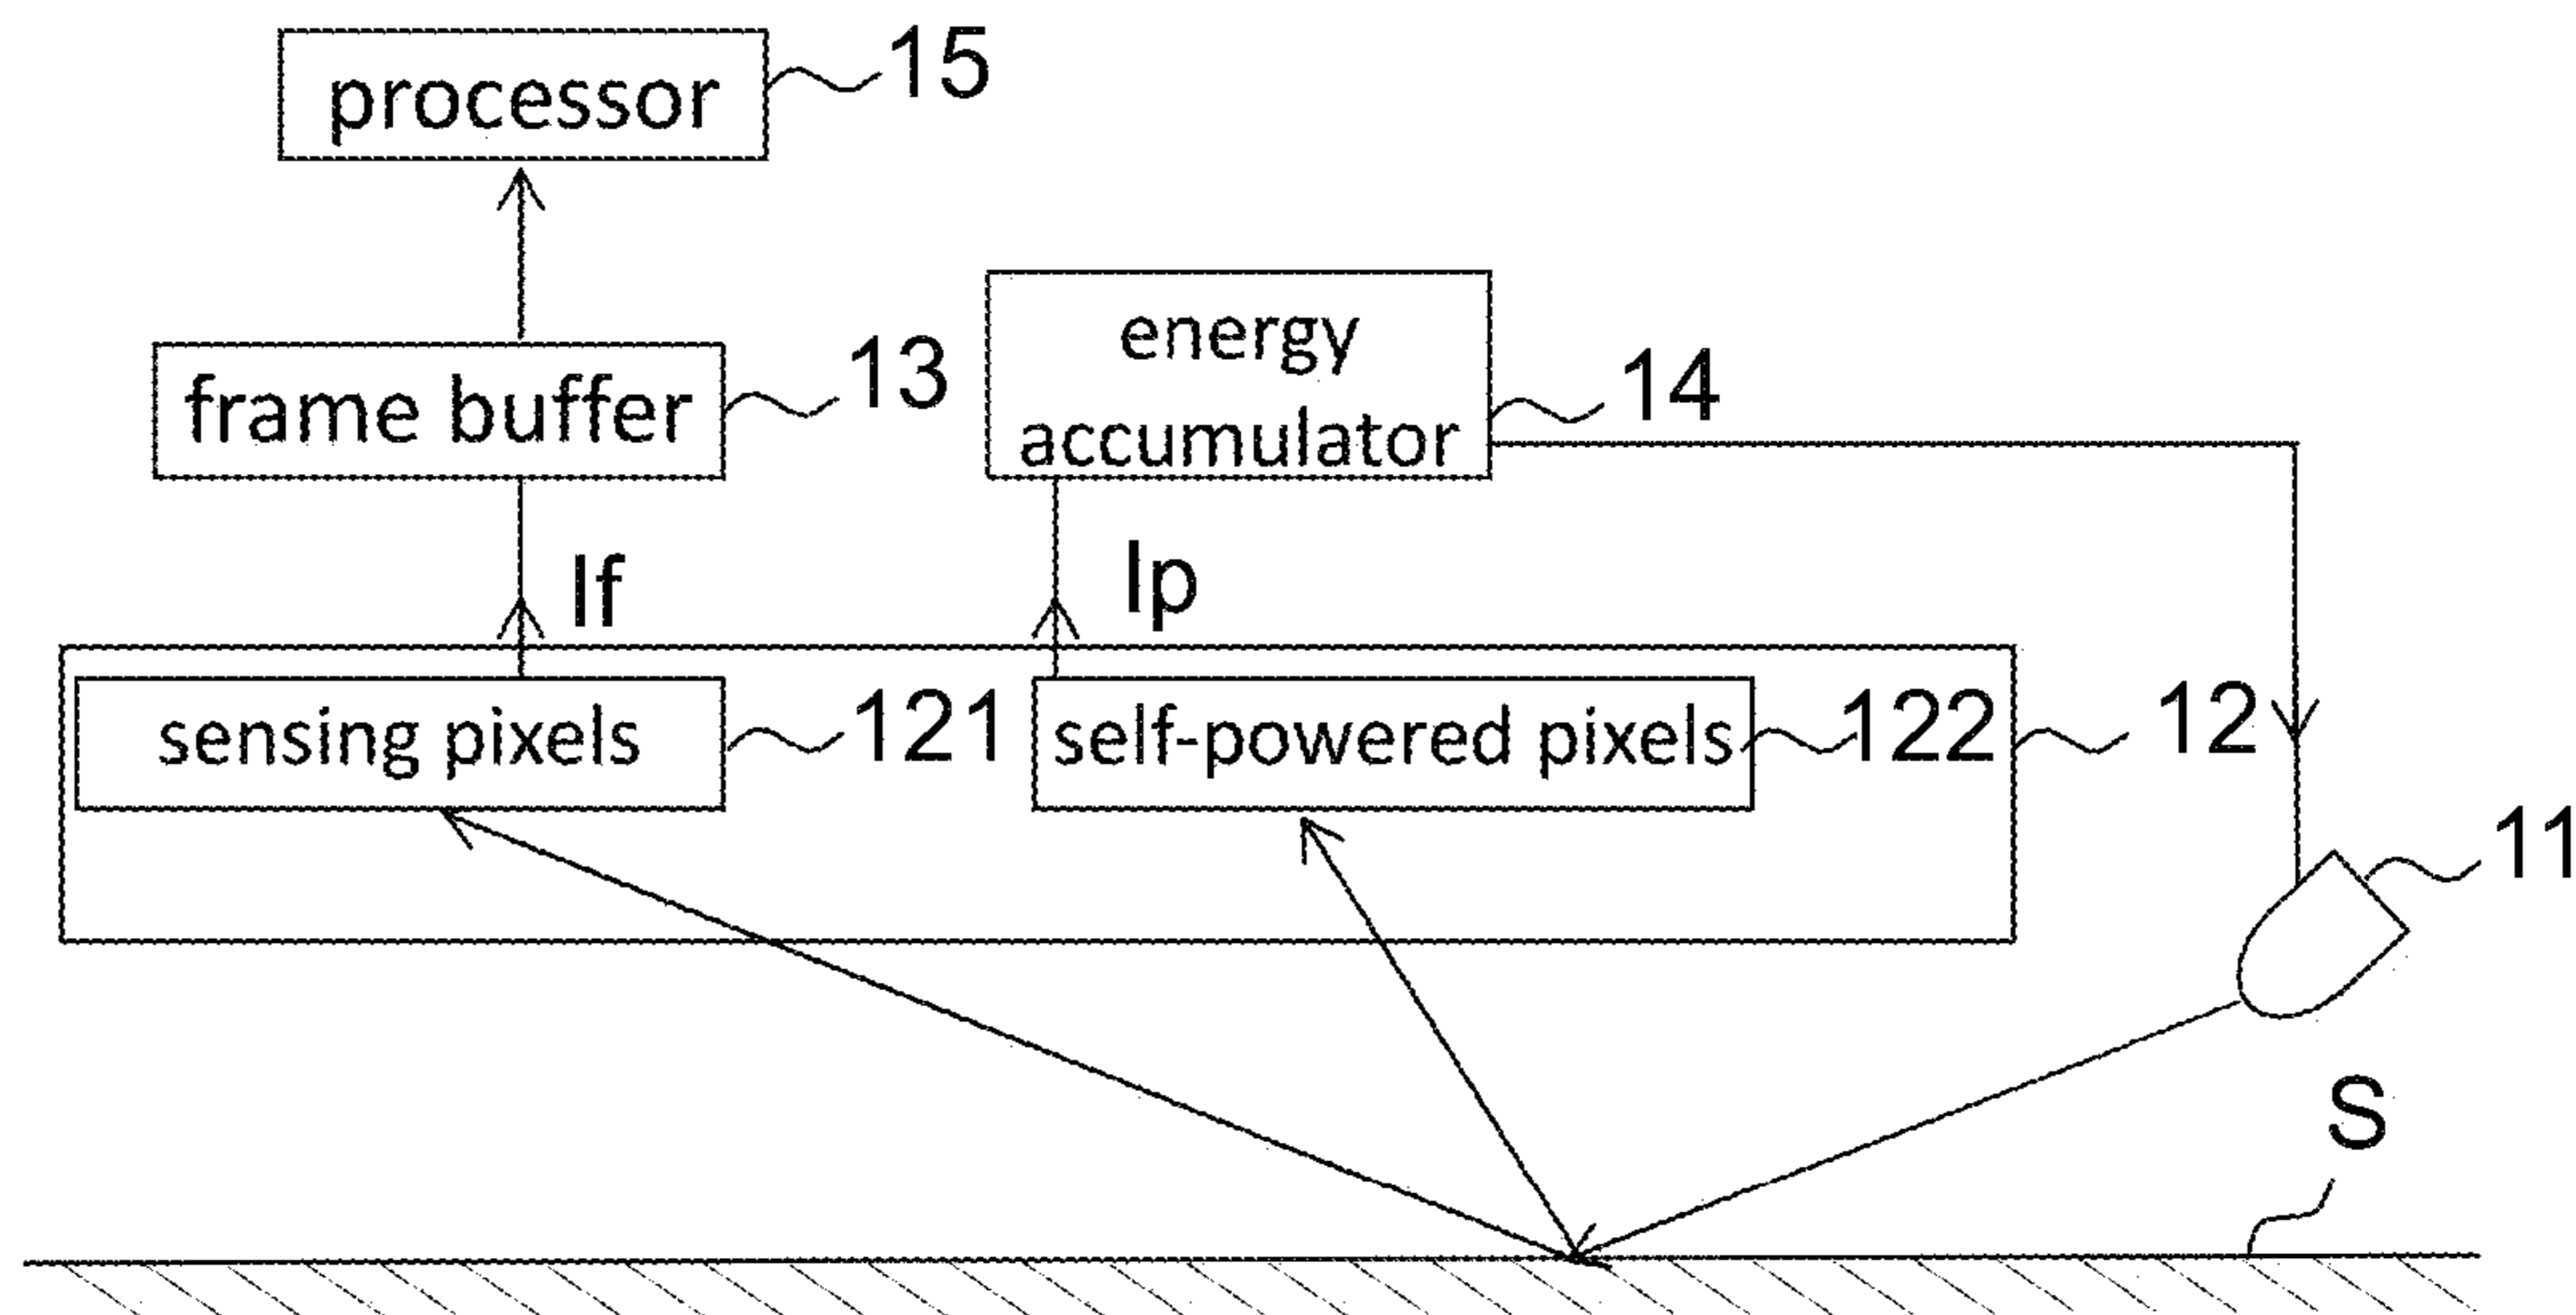 processor 15
energy
accumulator
frame buffer 13
14
If
Ip
sensing pixels 121
self-powered pixels 122
12
11
S